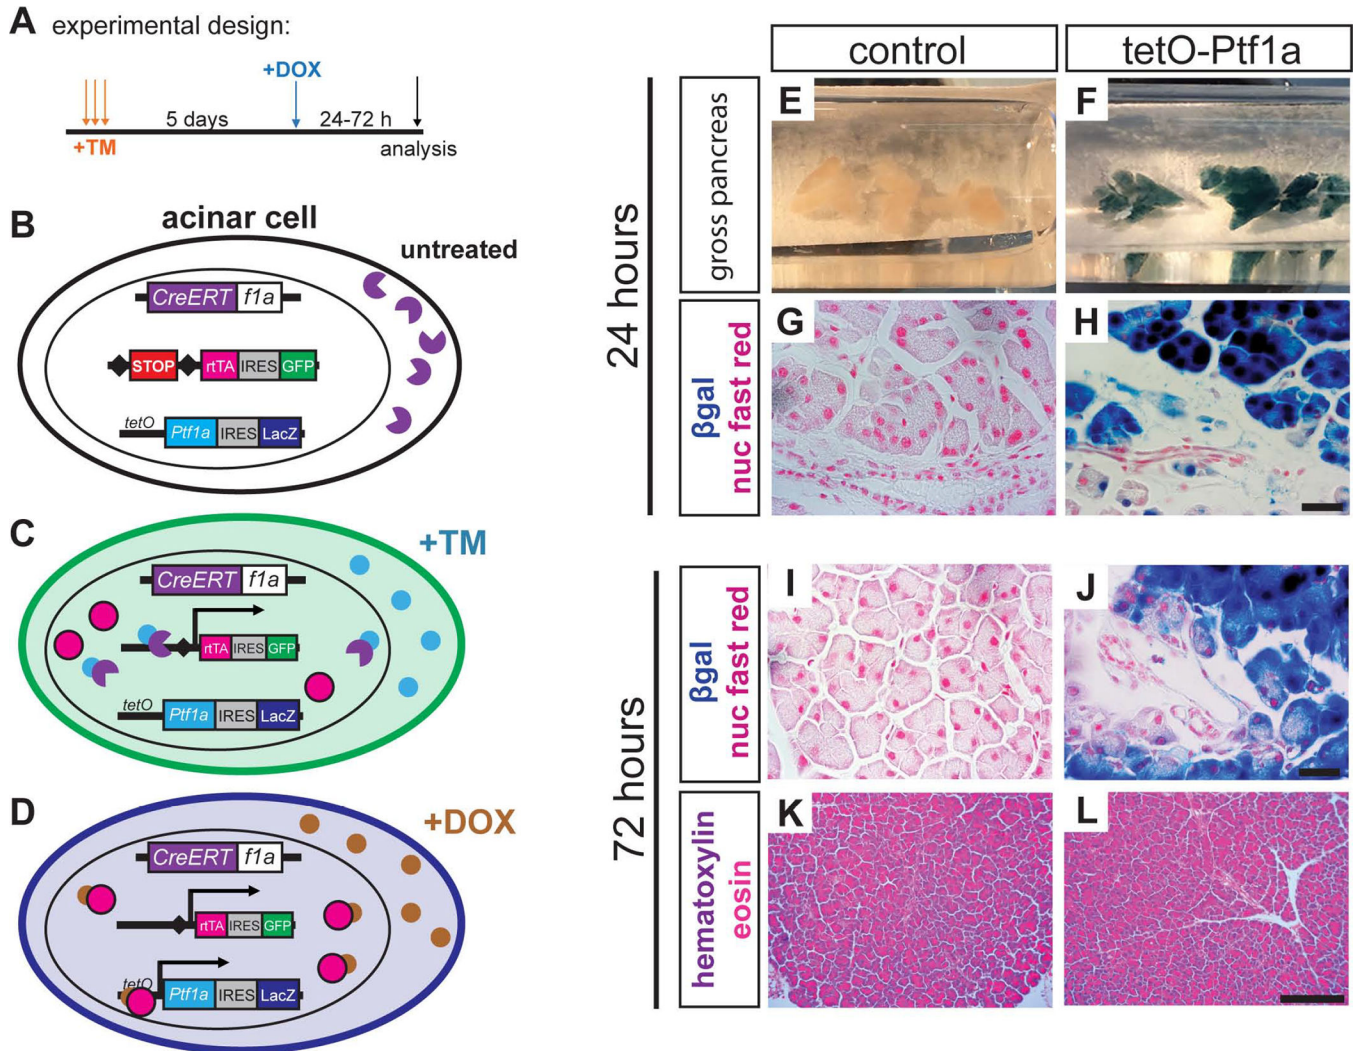 A experimental design:
+DOX
5 days
24-72 h
+TM
analysis
B
acinar cell
untreated
CreERT f1a
STOP rtTA IRES GFP
tetO
Ptf1a IRES LacZ
C
+TM
CreERT f1a
rtTA IRES GFP
tetO
Ptf1a IRES LacZ
D
+DOX
CreERT f1a
rtTA IRES GFP
tetO
Ptf1a IRES LacZ
control
tetO-Ptf1a
24 hours
gross pancreas
E
F
βgal
nuc fast red
G
H
72 hours
βgal
nuc fast red
I
J
hematoxylin
eosin
K
L